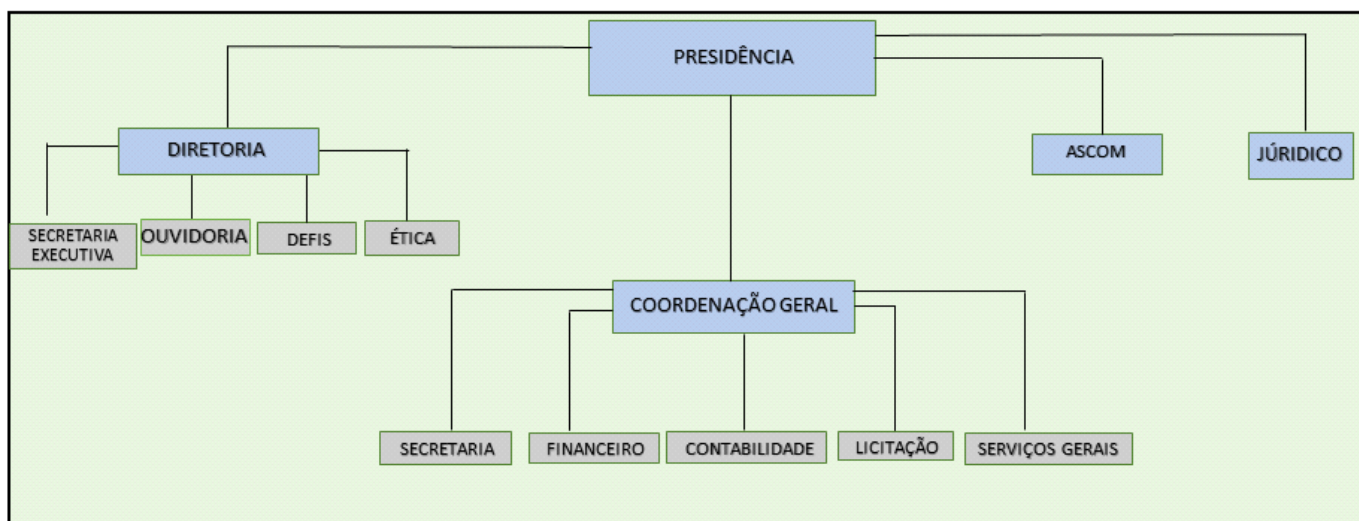 PRESIDÊNCIA
DIRETORIA
ASCOM
JÚRIDICO
SECRETARIA
EXECUTIVA
OUVIDORIA
DEFIS
ÉTICA
COORDENAÇÃO GERAL
SECRETARIA
FINANCEIRO
CONTABILIDADE
LICITAÇÃO
SERVIÇOS GERAIS